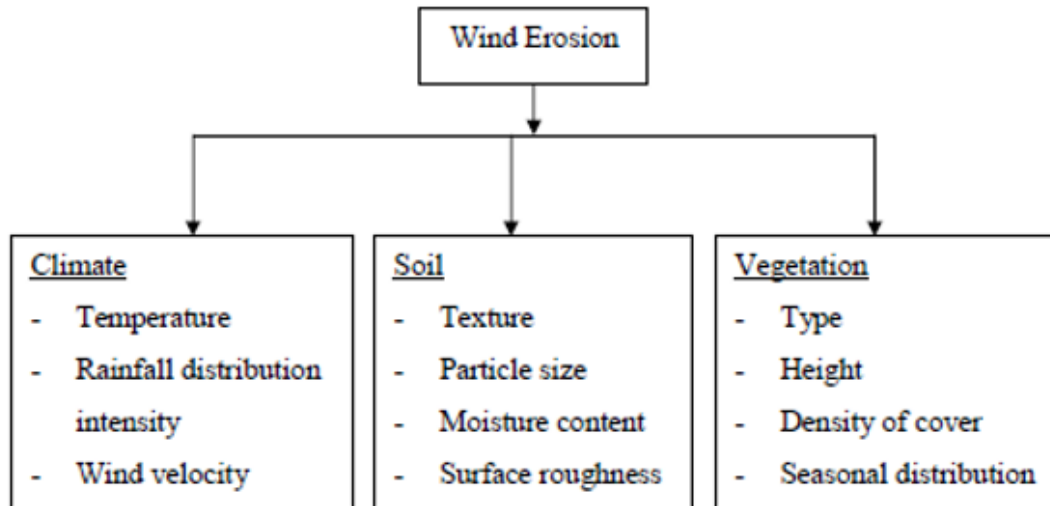 Wind Erosion
Climate
- Temperature
- Rainfall distribution
intensity
- Wind velocity
Soil
- Texture
- Particle size
- Moisture content
- Surface roughness
Vegetation
- Type
- Height
- Density of cover
- Seasonal distribution